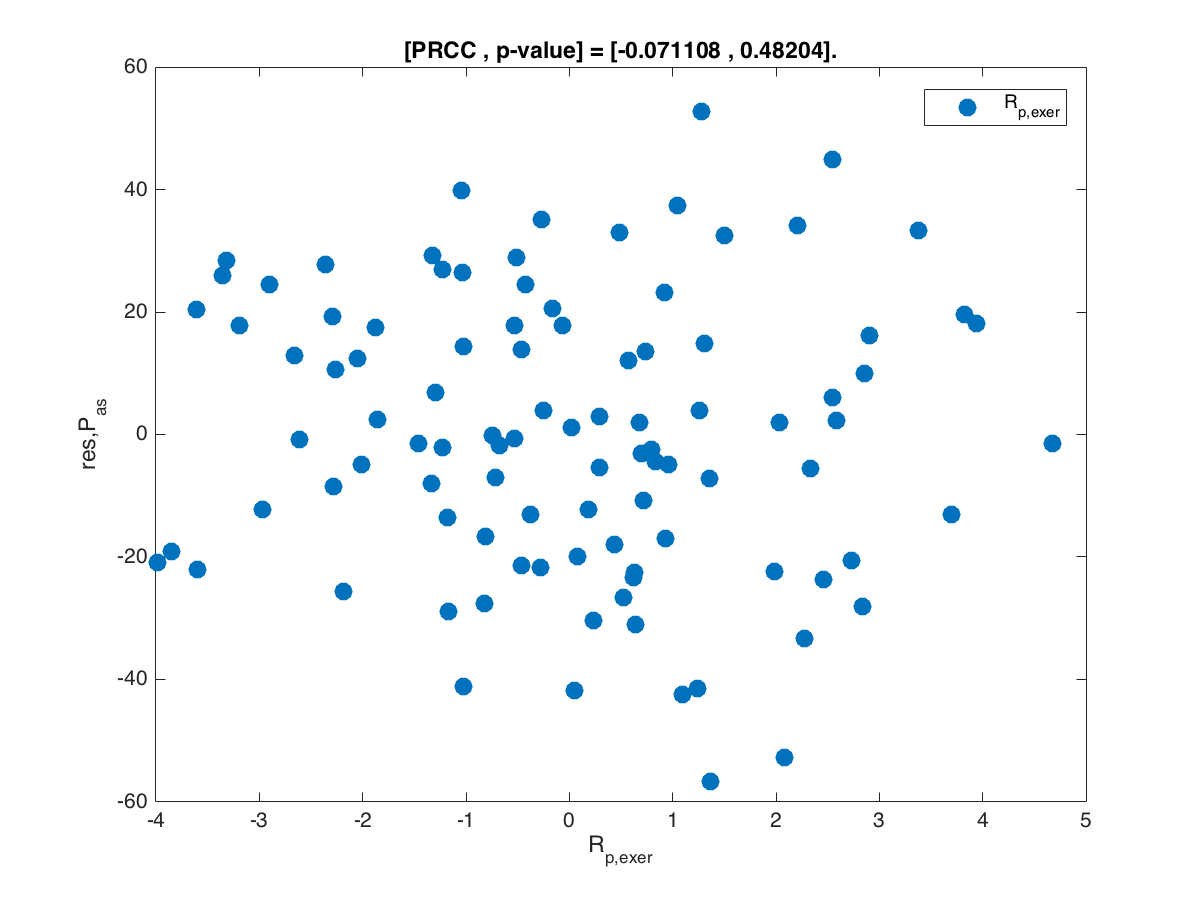 [PRCC , p-value] = [-0.071108 , 0.48204].
60
40
20
0
-20
-40
-60
res,P_as
R_p,exer
-4 -3 -2 -1 0 1 2 3 4 5
R_p,exer